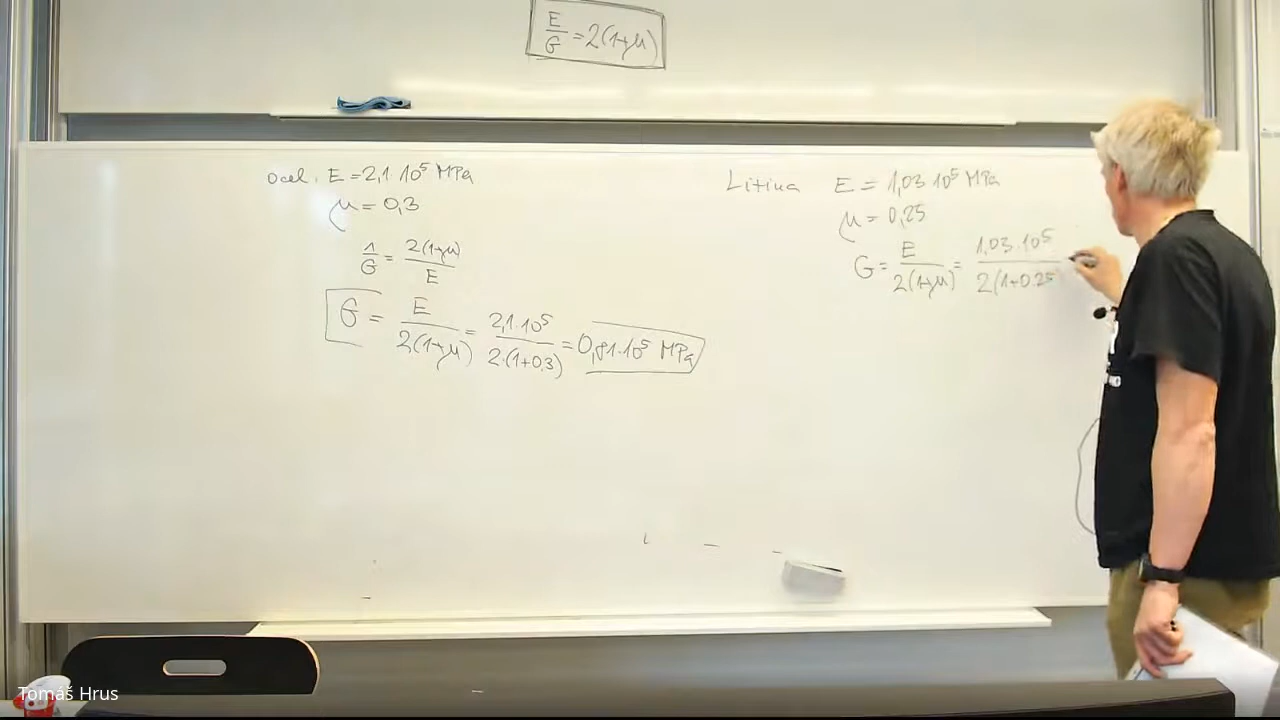 E/G = 2(1+μ)
Ocel. E = 2,1 10⁵ MPa
μ = 0,3
1/G = 2(1+μ)/E
G = E/2(1+μ) = 2,1·10⁵/2·(1+0,3) = 0,81·10⁵ MPa
Litina E = 1,03 10⁵ MPa
μ = 0,25
G = E/2(1+μ) = 1,03·10⁵/2(1+0.25)
Tomáš Hrus